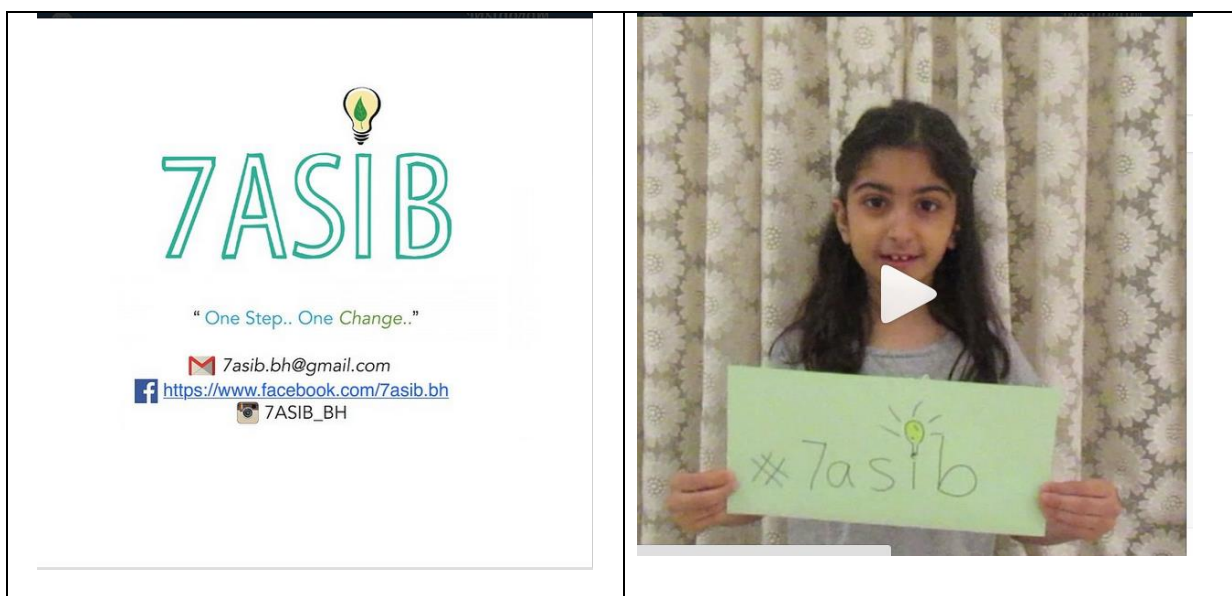 7ASIB
“ One Step.. One Change..”
7asib.bh@gmail.com
https://www.facebook.com/7asib.bh
7ASIB_BH
#7asib